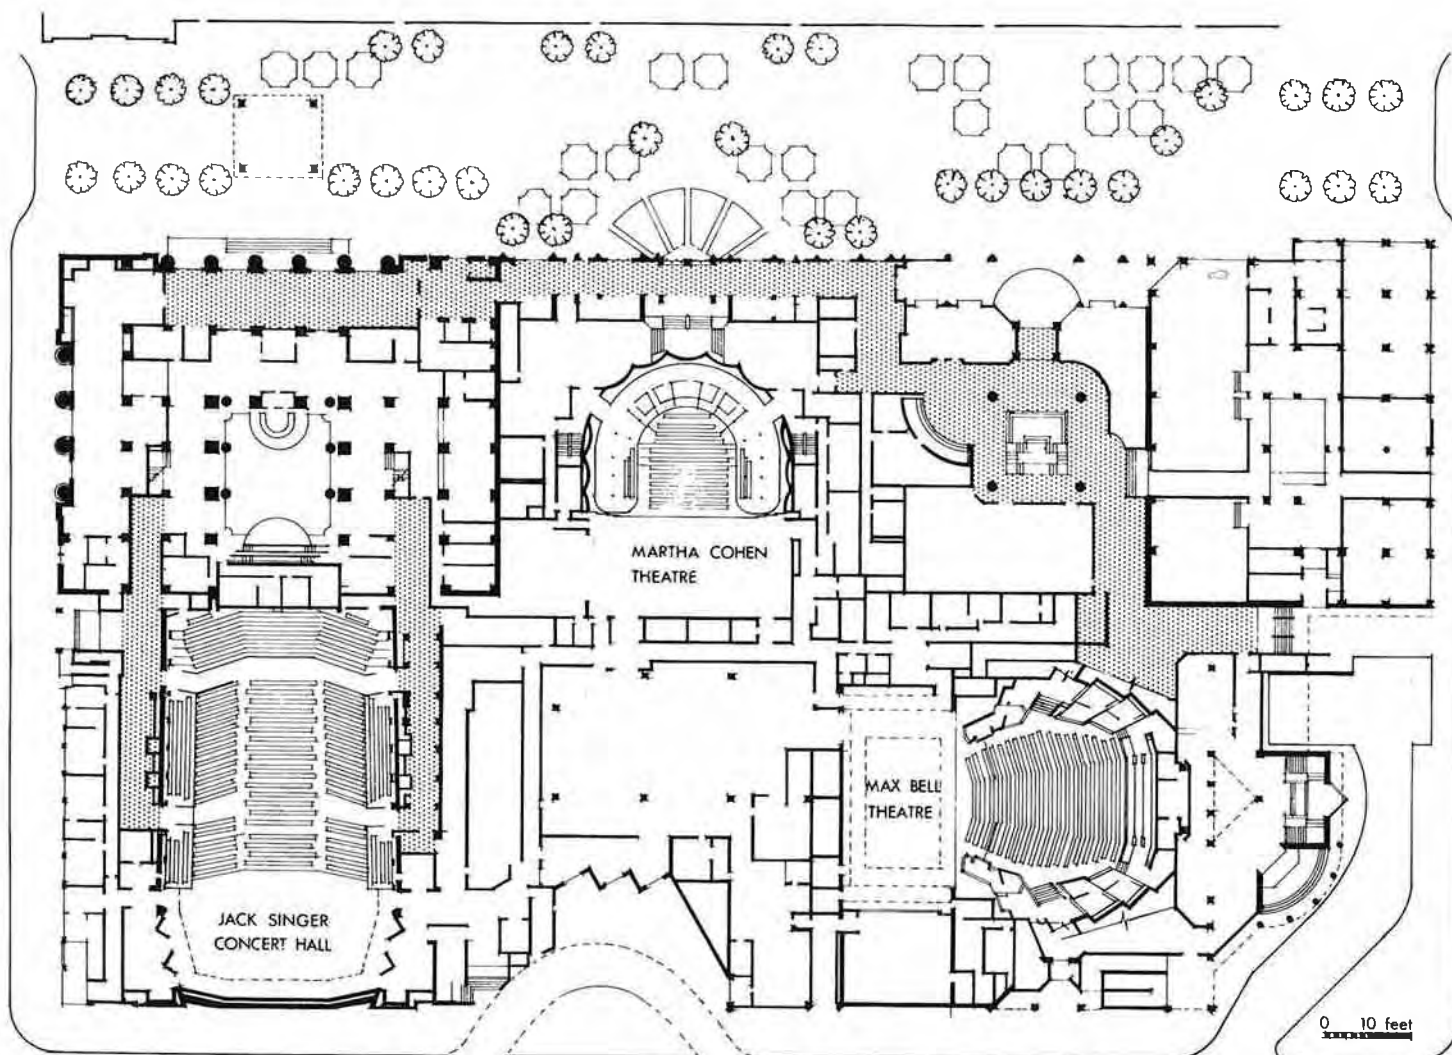 MARTHA COHEN
THEATRE
MAX BELL
THEATRE
JACK SINGER
CONCERT HALL
0 10 feet